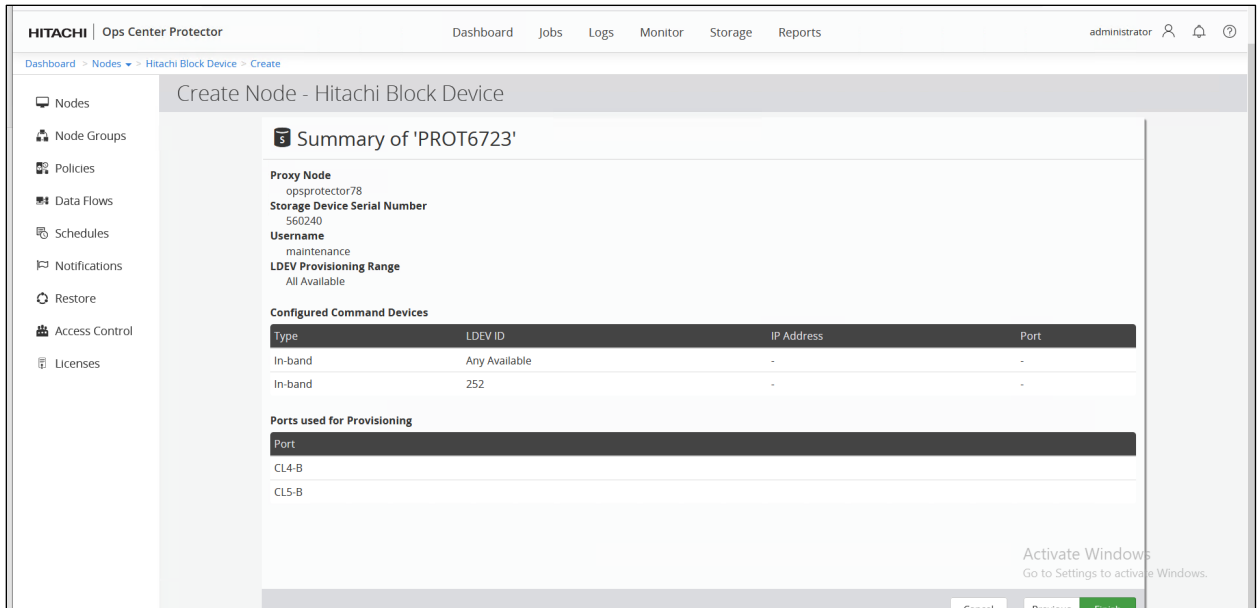 HITACHI Ops Center Protector Dashboard Jobs Logs Monitor Storage Reports administrator
Dashboard > Nodes > Hitachi Block Device > Create
Create Node - Hitachi Block Device
Nodes
Node Groups
Policies
Data Flows
Schedules
Notifications
Restore
Access Control
Licenses
Summary of 'PROT6723'
Proxy Node
opsprotector78
Storage Device Serial Number
560240
Username
maintenance
LDEV Provisioning Range
All Available
Configured Command Devices
Type LDEV ID IP Address Port
In-band Any Available - -
In-band 252 - -
Ports used for Provisioning
Port
CL4-B
CL5-B
Activate Windows
Go to Settings to activate Windows.
Cancel Previous Finish